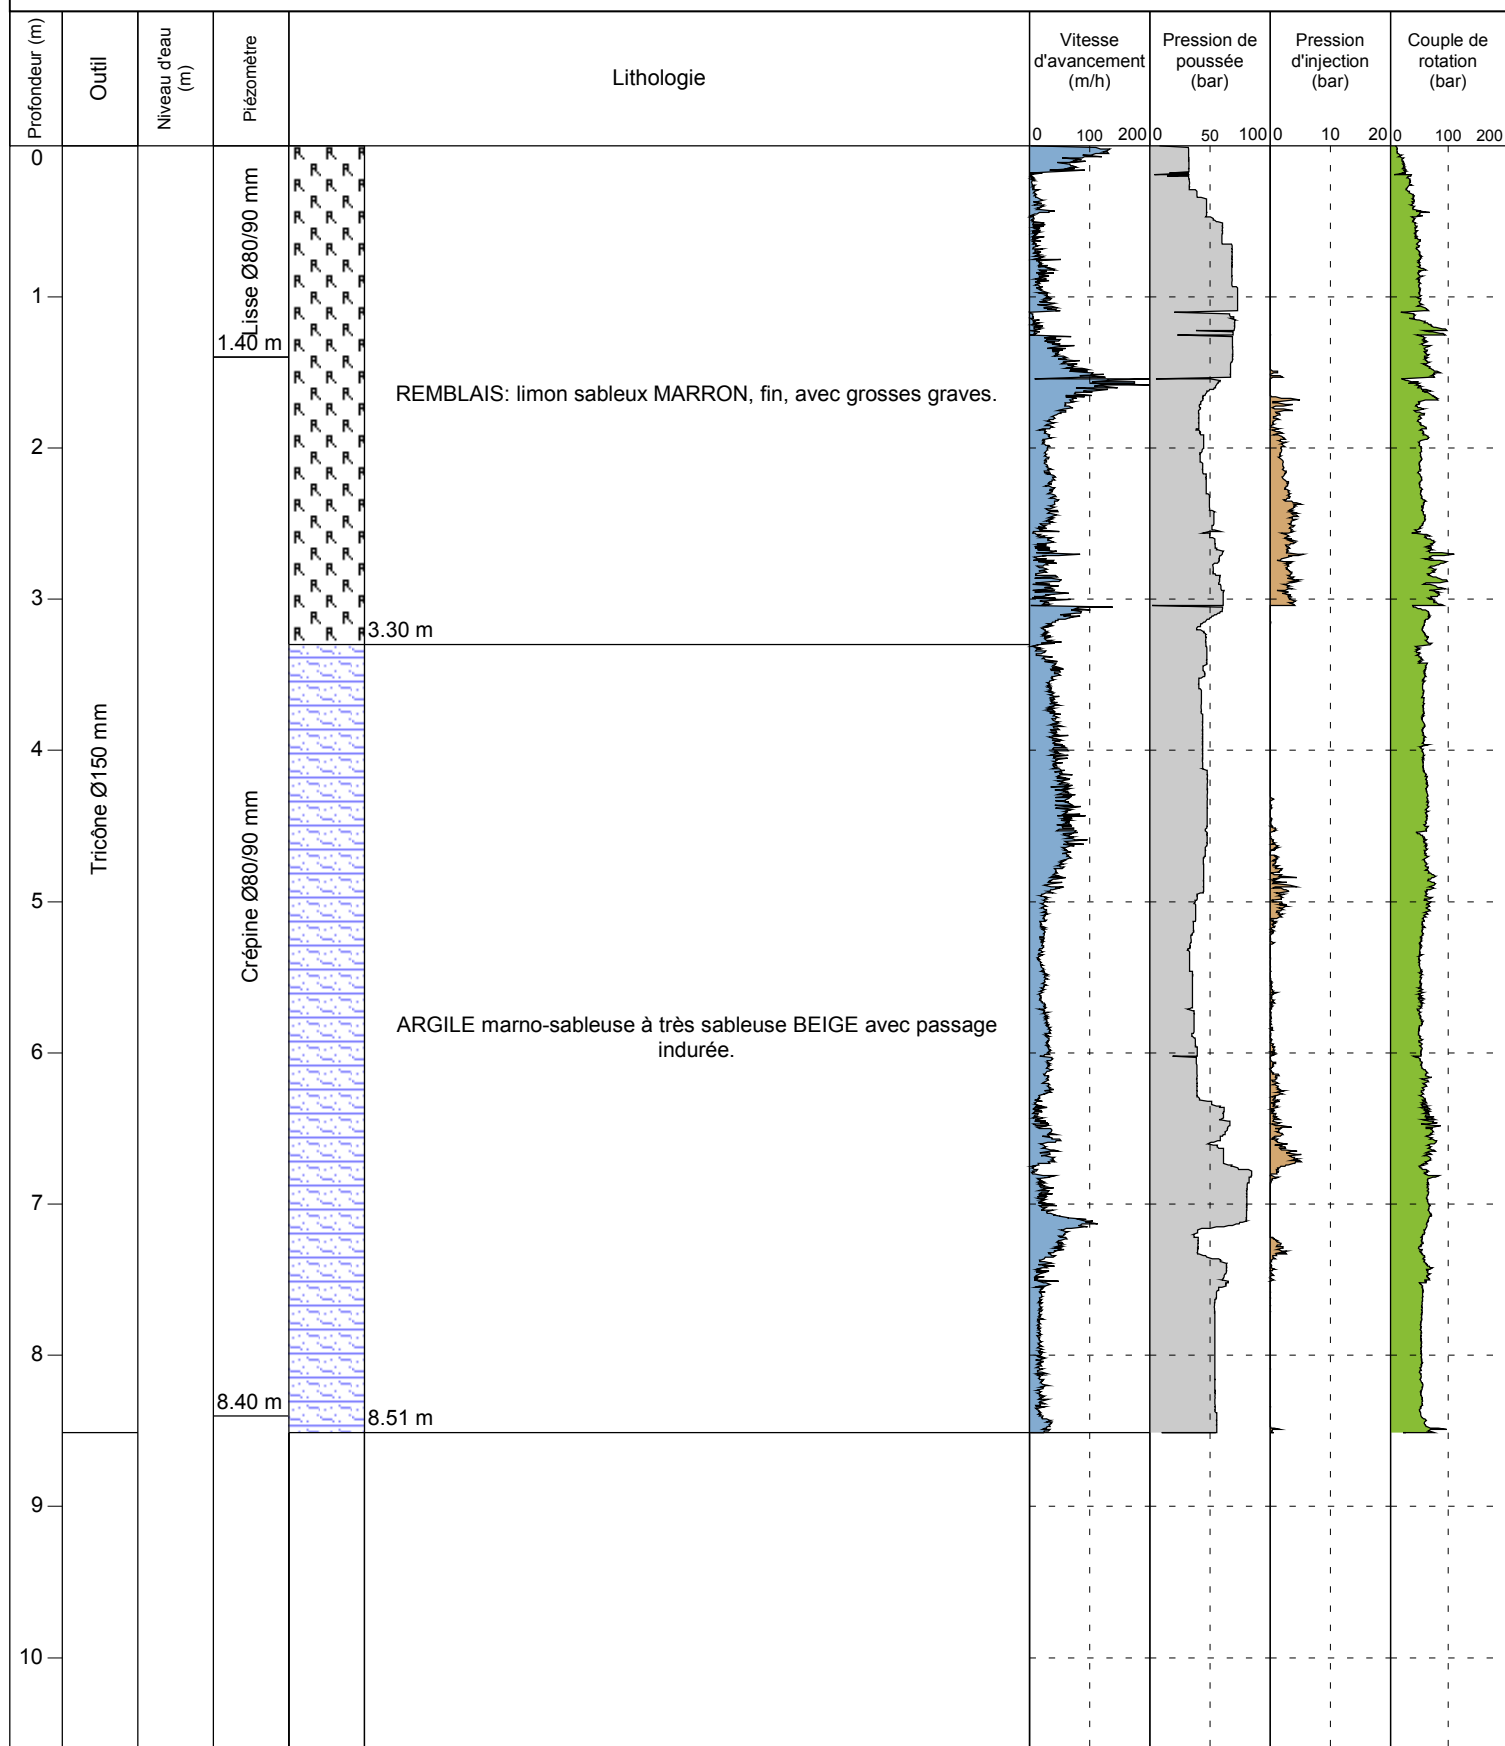 Profondeur (m)
Outil
Niveau d'eau
(m)
Piézomètre
Lithologie
Vitesse
d'avancement
(m/h)
Pression de
poussée
(bar)
Pression
d'injection
(bar)
Couple de
rotation
(bar)
0 100 200
0 50 100
0 10 20
0 100 200
0
1
2
3
4
5
6
7
8
9
10
Tricône Ø150 mm
Lisse Ø80/90 mm
1.40 m
Crépine Ø80/90 mm
8.40 m
REMBLAIS: limon sableux MARRON, fin, avec grosses graves.
3.30 m
ARGILE marno-sableuse à très sableuse BEIGE avec passage
indurée.
8.51 m